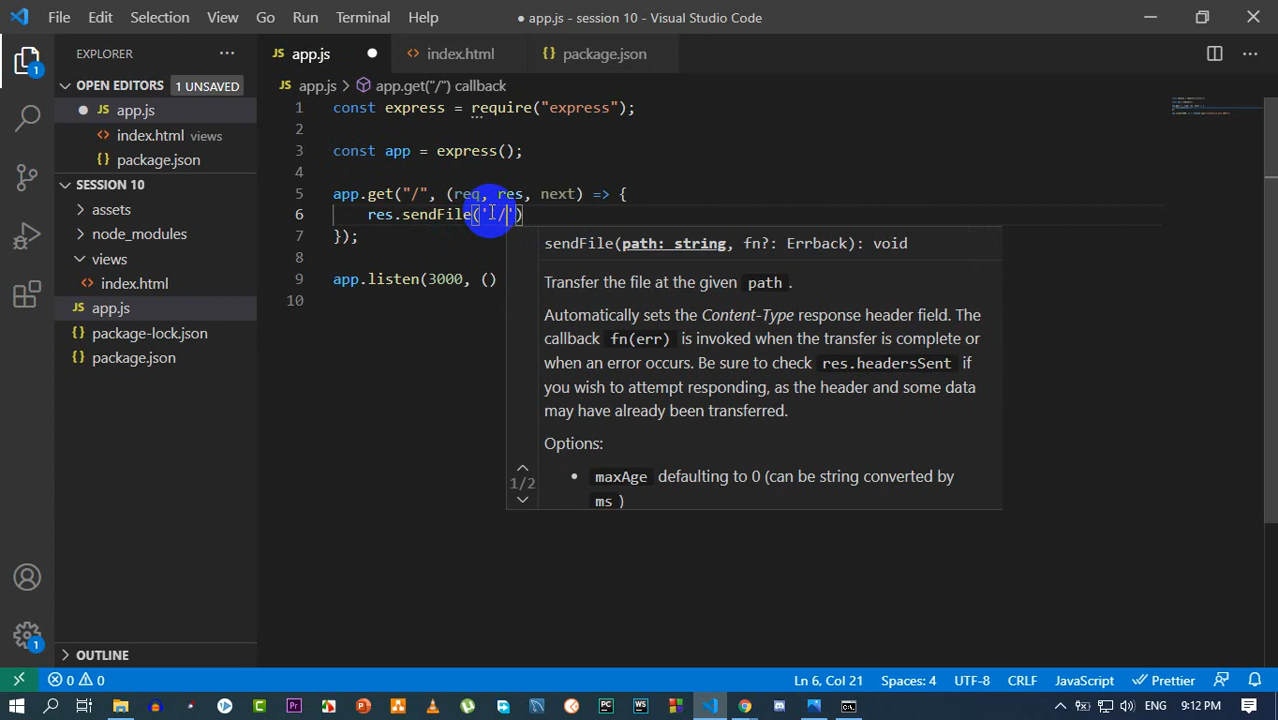 File Edit Selection View Go Run Terminal Help
● app.js - session 10 - Visual Studio Code
EXPLORER ···
JS app.js ●
<> index.html
{} package.json
OPEN EDITORS 1 UNSAVED
● JS app.js
<> index.html views
{} package.json
SESSION 10
assets
node_modules
views
<> index.html
JS app.js
{} package-lock.json
{} package.json
OUTLINE
JS app.js > app.get("/") callback
1 const express = require("express");
2
3 const app = express();
4
5 app.get("/", (req, res, next) => {
6 res.sendFile('/')
7 });
8
9 app.listen(3000, ()
10
sendFile(path: string, fn?: Errback): void
Transfer the file at the given path .
Automatically sets the Content-Type response header field. The
callback fn(err) is invoked when the transfer is complete or
when an error occurs. Be sure to check res.headersSent if
you wish to attempt responding, as the header and some data
may have already been transferred.
Options:
1/2
• maxAge defaulting to 0 (can be string converted by
ms )
1
1
0 0
Ln 6, Col 21 Spaces: 4 UTF-8 CRLF JavaScript Prettier
ENG 9:12 PM